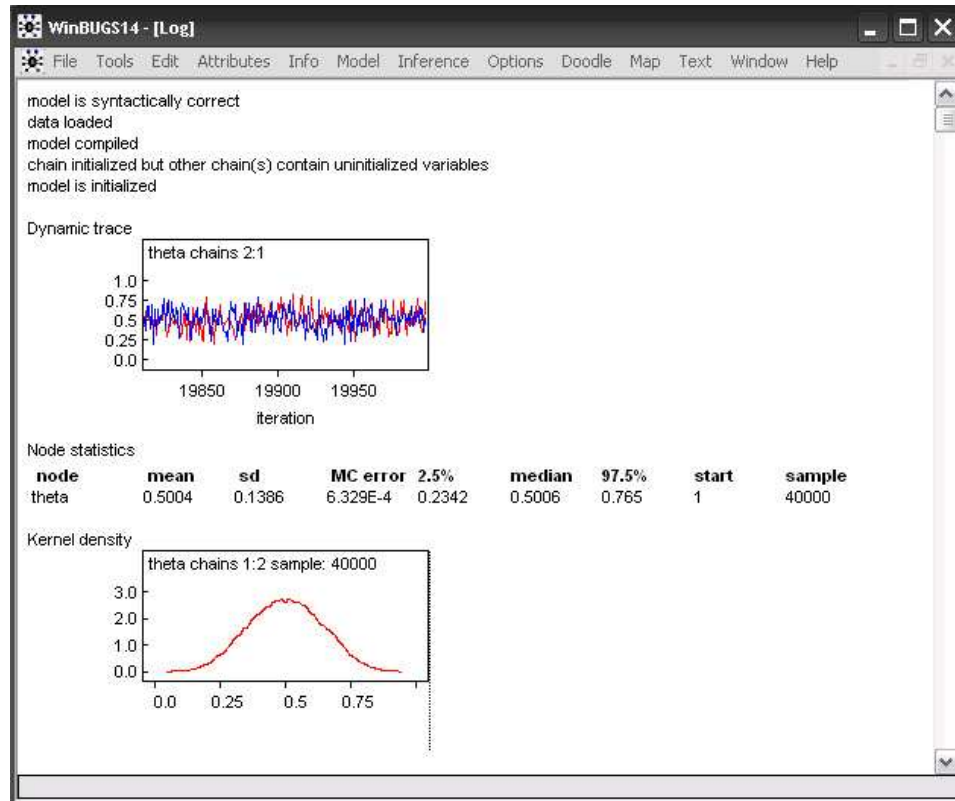 WinBUGS14 - [Log]
File Tools Edit Attributes Info Model Inference Options Doodle Map Text Window Help
model is syntactically correct
data loaded
model compiled
chain initialized but other chain(s) contain uninitialized variables
model is initialized
Dynamic trace
theta chains 2:1
1.0
0.75
0.5
0.25
0.0
19850 19900 19950
iteration
Node statistics
node mean sd MC error 2.5% median 97.5% start sample
theta 0.5004 0.1386 6.329E-4 0.2342 0.5006 0.765 1 40000
Kernel density
theta chains 1:2 sample: 40000
3.0
2.0
1.0
0.0
0.0 0.25 0.5 0.75